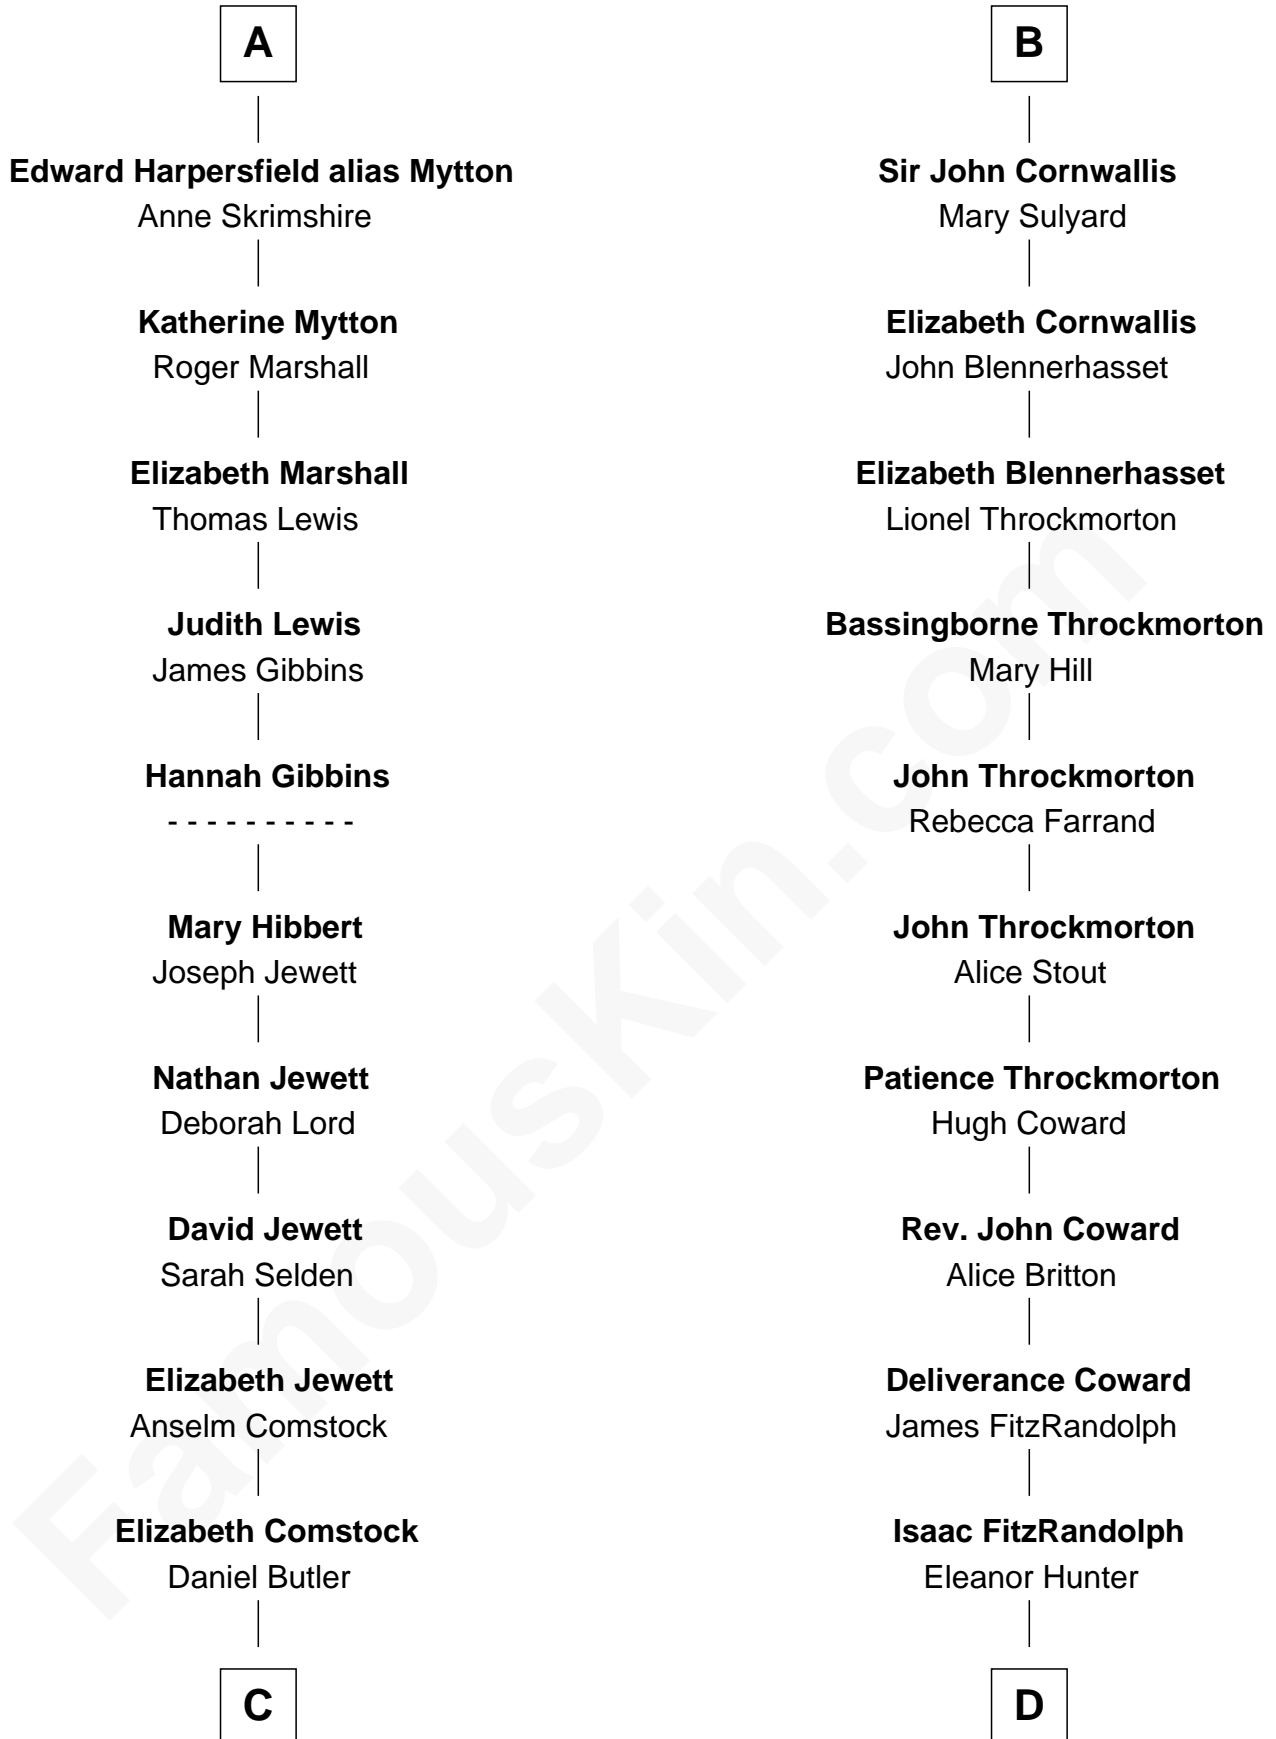 A
Edward Harpersfield alias Mytton
Anne Skrimshire
Katherine Mytton
Roger Marshall
Elizabeth Marshall
Thomas Lewis
Judith Lewis
James Gibbins
Hannah Gibbins
- - - - - - - - - -
Mary Hibbert
Joseph Jewett
Nathan Jewett
Deborah Lord
David Jewett
Sarah Selden
Elizabeth Jewett
Anselm Comstock
Elizabeth Comstock
Daniel Butler
C
B
Sir John Cornwallis
Mary Sulyard
Elizabeth Cornwallis
John Blennerhasset
Elizabeth Blennerhasset
Lionel Throckmorton
Bassingborne Throckmorton
Mary Hill
John Throckmorton
Rebecca Farrand
John Throckmorton
Alice Stout
Patience Throckmorton
Hugh Coward
Rev. John Coward
Alice Britton
Deliverance Coward
James FitzRandolph
Isaac FitzRandolph
Eleanor Hunter
D
FamousKin.com